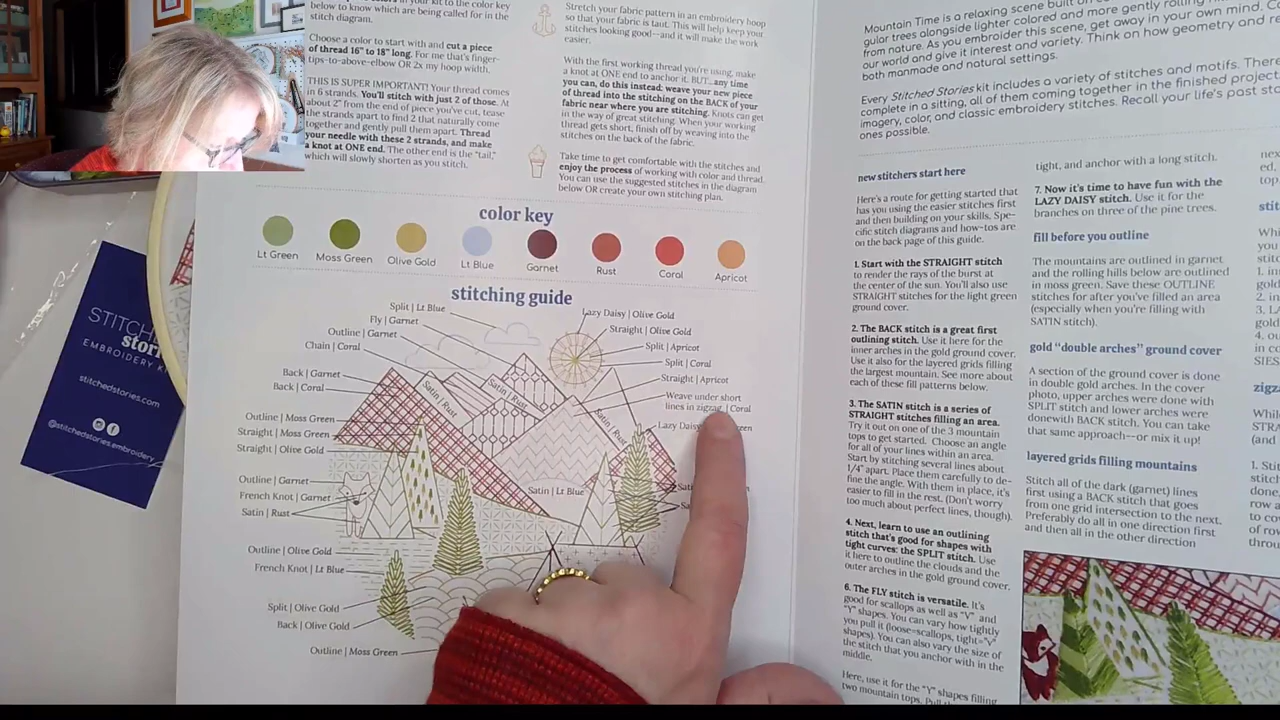 below to know which are being called for in the
stitch diagram.
Choose a color to start with and cut a piece
of thread 16" to 18" long. For me that's finger-
tips-to-above-elbow OR 2x my hoop width.
THIS IS SUPER IMPORTANT! Your thread comes
in 6 strands. You'll stitch with just 2 of those. At
about 2" from the end of piece you've cut, tease
the strands apart to find 2 that naturally come
together and gently pull them apart. Thread
your needle with these 2 strands, and make
a knot at ONE end. The other end is the "tail,"
which will slowly shorten as you stitch.
Stretch your fabric pattern in an embroidery hoop
so that your fabric is taut. This will help keep your
stitches looking good—and it will make the work
easier.
With the first working thread you're using, make
a knot at ONE end to anchor it. BUT, any time
you can, do this instead: weave your new piece
of thread into the stitching on the BACK of your
fabric near where you are stitching. Knots can get
in the way of great stitching. When your working
thread gets short, finish off by weaving into the
stitches on the back of the fabric.
Take time to get comfortable with the stitches and
enjoy the process of working with color and thread.
You can use the suggested stitches in the diagram
below OR create your own stitching plan.
color key
Lt Green
Moss Green
Olive Gold
Lt Blue
Garnet
Rust
Coral
Apricot
stitching guide
Split | Lt Blue
Fly | Garnet
Outline | Garnet
Chain | Coral
Back | Garnet
Back | Coral
Outline | Moss Green
Straight | Moss Green
Straight | Olive Gold
Outline | Garnet
French Knot | Garnet
Satin | Rust
Outline | Olive Gold
French Knot | Lt Blue
Split | Olive Gold
Back | Olive Gold
Outline | Moss Green
Lazy Daisy | Olive Gold
Straight | Olive Gold
Split | Apricot
Split | Coral
Straight | Apricot
Weave under short
lines in zigzag | Coral
Lazy Daisy
Satin | Rust
Satin | Rust
Satin | Rust
Satin | Lt Blue
STITCHED
EMBROIDERY
stitchedstories.com
@stitchedstories.embroidery
Mountain Time is a relaxing scene built
gular trees alongside lighter colored and more gently rolling
from nature. As you embroider this scene, get away in your own mind.
our world and give it interest and variety. Think on how geometry and
both manmade and natural settings.
Every Stitched Stories kit includes a variety of stitches and motifs.
complete in a sitting, all of them coming together in the finished
imagery, color, and classic embroidery stitches. Recall your life's past
ones possible.
new stitchers start here
Here's a route for getting started that
has you using the easier stitches first
and then building on your skills. Spe-
cific stitch diagrams and how-tos are
on the back page of this guide.
1. Start with the STRAIGHT stitch
to render the rays of the burst at
the center of the sun. You'll also use
STRAIGHT stitches for the light green
ground cover.
2. The BACK stitch is a great first
outlining stitch. Use it here for the
inner arches in the gold ground cover.
Use it also for the layered grids filling
the largest mountain. See more about
each of these fill patterns below.
3. The SATIN stitch is a series of
STRAIGHT stitches filling an area.
Try it out on one of the 3 mountain
tops to get started. Choose an angle
for your lines within an area.
Start by stitching several lines about
1/4" apart. Place them carefully to de-
fine the angle. With them in place, it's
easier to fill in the rest. (Don't worry
too much about perfect lines, though).
4. Next, learn to use an outlining
stitch that's good for shapes with
tight curves: the SPLIT stitch. Use
it here to outline the clouds and the
outer arches in the gold ground cover.
6. The FLY stitch is versatile. It's
good for scallops as well as "V" and
"Y" shapes. You can vary how tightly
you pull it (loose=scallops, tight="V"
shapes). You can also vary the size of
the stitch that you anchor with in the
middle.
Here, use it for the "Y" shapes filling
two mountain tops.
tight, and anchor with a long stitch.
7. Now it's time to have fun with the
LAZY DAISY stitch. Use it for the
branches on three of the pine trees.
fill before you outline
The mountains are outlined in garnet
and the rolling hills below are outlined
in moss green. Save these OUTLINE
stitches for after you've filled an area
(especially when you're filling with
SATIN stitch).
gold "double arches" ground cover
A section of the ground cover is done
in double gold arches. In the cover
photo, upper arches were done with
SPLIT stitch and lower arches were
done with BACK stitch. You can take
that same approach—or mix it up!
layered grids filling mountains
Stitch all of the dark (garnet) lines
first using a BACK stitch that goes
from one grid intersection to the next.
Preferably do all in one direction first
and then all in the other direction